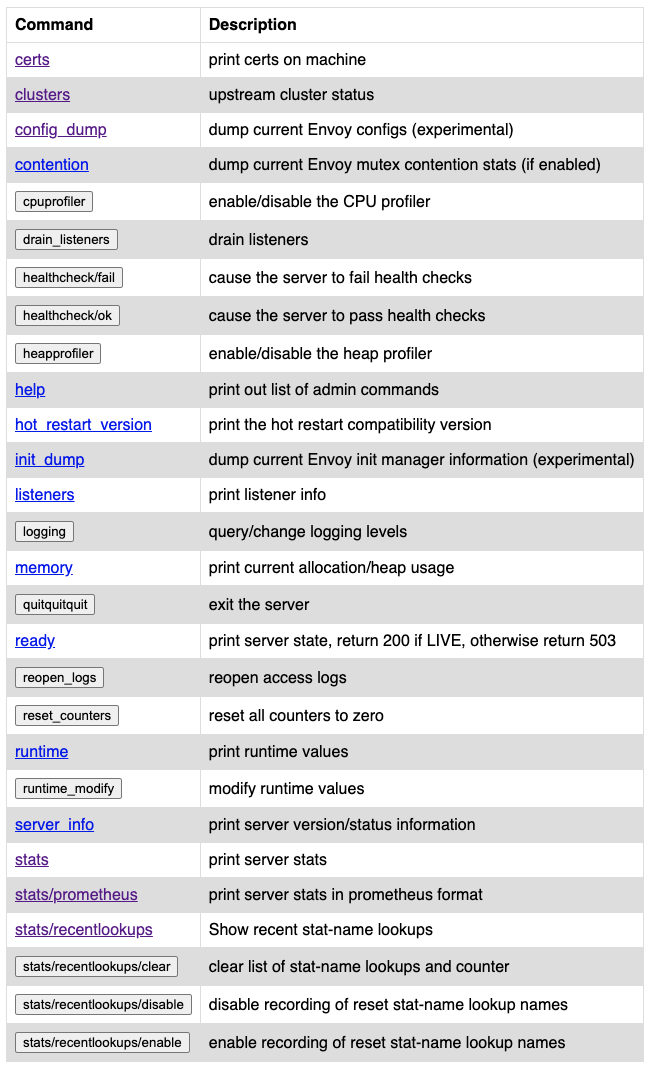 Command Description
certs print certs on machine
clusters upstream cluster status
config_dump dump current Envoy configs (experimental)
contention dump current Envoy mutex contention stats (if enabled)
cpuprofiler enable/disable the CPU profiler
drain_listeners drain listeners
healthcheck/fail cause the server to fail health checks
healthcheck/ok cause the server to pass health checks
heapprofiler enable/disable the heap profiler
help print out list of admin commands
hot_restart_version print the hot restart compatibility version
init_dump dump current Envoy init manager information (experimental)
listeners print listener info
logging query/change logging levels
memory print current allocation/heap usage
quitquitquit exit the server
ready print server state, return 200 if LIVE, otherwise return 503
reopen_logs reopen access logs
reset_counters reset all counters to zero
runtime print runtime values
runtime_modify modify runtime values
server_info print server version/status information
stats print server stats
stats/prometheus print server stats in prometheus format
stats/recentlookups Show recent stat-name lookups
stats/recentlookups/clear clear list of stat-name lookups and counter
stats/recentlookups/disable disable recording of reset stat-name lookup names
stats/recentlookups/enable enable recording of reset stat-name lookup names